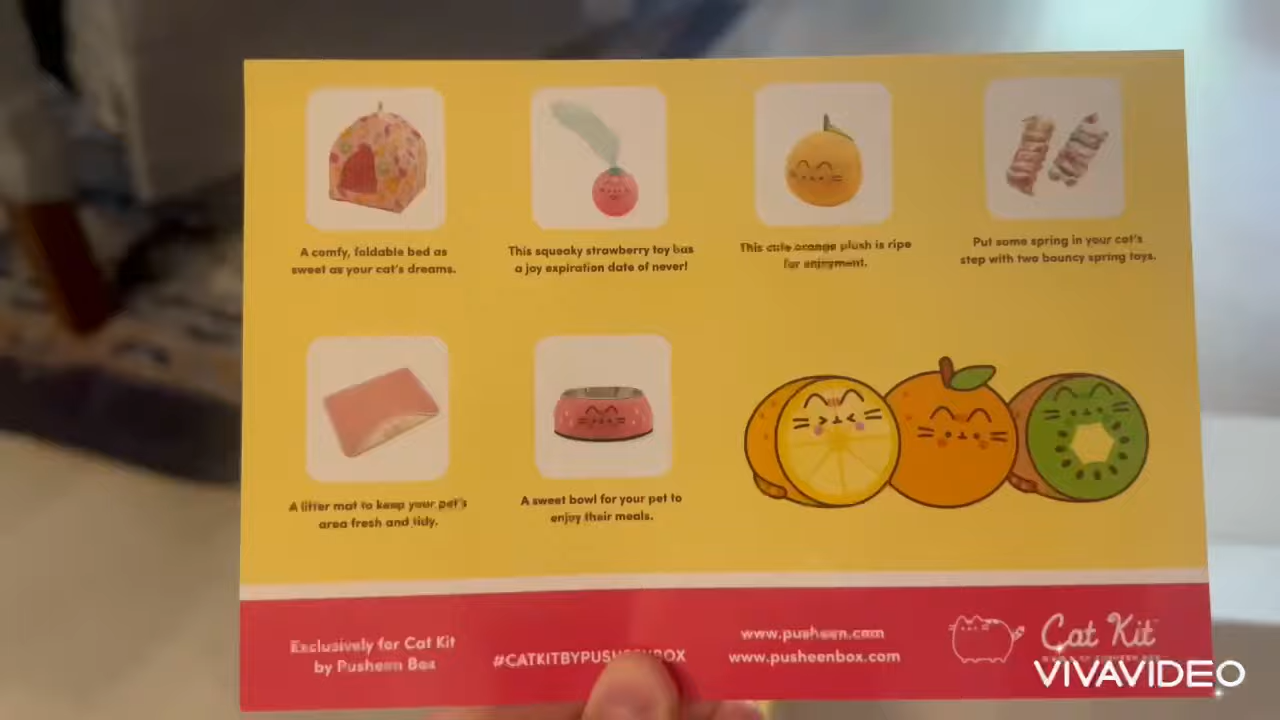 A comfy, foldable bed as
sweet as your cat's dreams.
This squeaky strawberry toy has
a joy expiration date of never!
This cute orange plush is ripe
for enjoyment.
Put some spring in your cat's
step with two bouncy spring toys.
A litter mat to keep your pet's
area fresh and tidy.
A sweet bowl for your pet to
enjoy their meals.
Exclusively for Cat Kit
by Pusheen Box
#CATKITBYPUSHEENBOX
www.pusheen.com
www.pusheenbox.com
Cat Kit
VIVAVIDEO